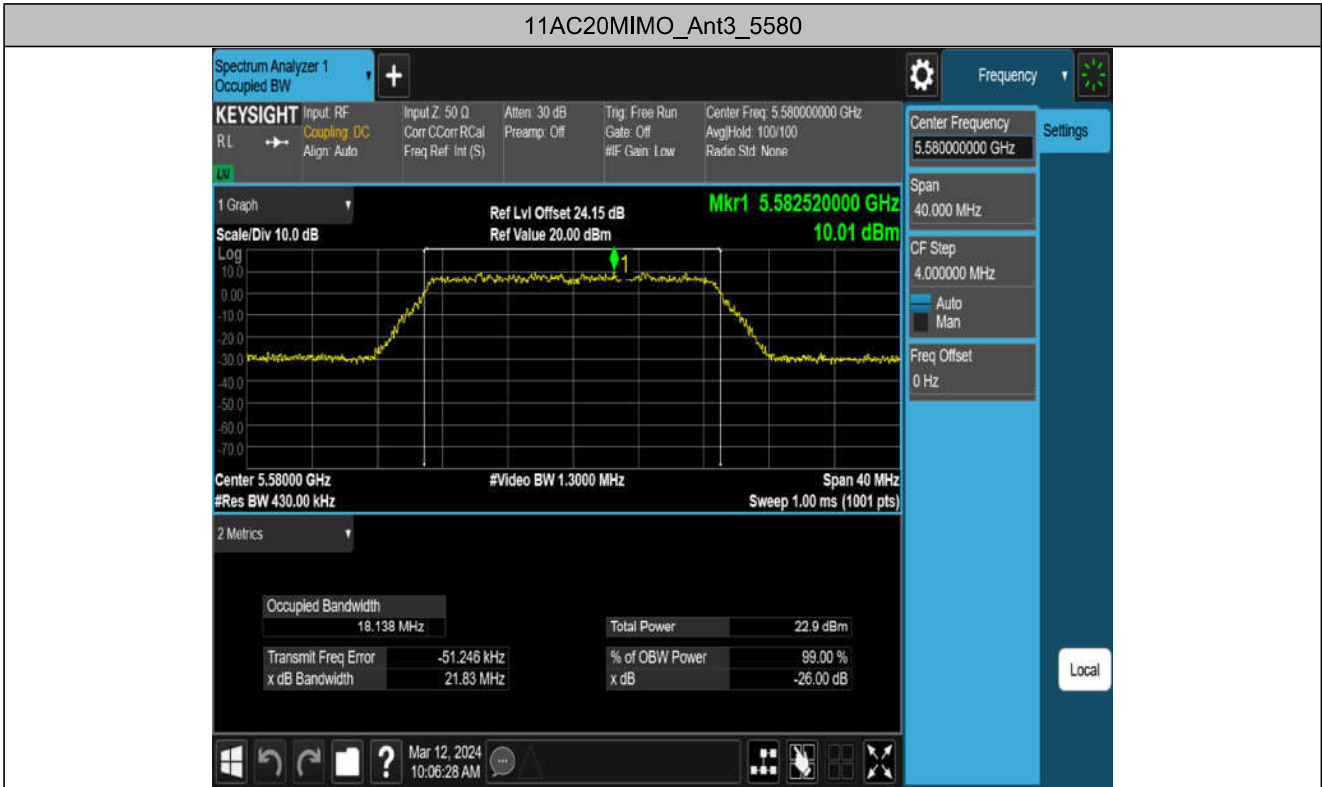 11AC20MIMO_Ant3_5580
Spectrum Analyzer 1
Occupied BW
Frequency
KEYSIGHT
R L
LXI
Input: RF
Coupling: DC
Align: Auto
Input Z: 50 Ω
Corr CCorr RCal
Freq Ref: Int (S)
Atten: 30 dB
Preamp: Off
Trig: Free Run
Gate: Off
#IF Gain: Low
Center Freq: 5.580000000 GHz
Avg|Hold: 100/100
Radio Std: None
Center Frequency
5.580000000 GHz
Settings
Span
40.000 MHz
CF Step
4.000000 MHz
Auto
Man
Freq Offset
0 Hz
Local
1 Graph
Scale/Div 10.0 dB
Ref Lvl Offset 24.15 dB
Ref Value 20.00 dBm
Mkr1 5.582520000 GHz
10.01 dBm
Log
10.0
0.00
-10.0
-20.0
-30.0
-40.0
-50.0
-60.0
-70.0
1
Center 5.58000 GHz
#Res BW 430.00 kHz
#Video BW 1.3000 MHz
Span 40 MHz
Sweep 1.00 ms (1001 pts)
2 Metrics
Occupied Bandwidth
18.138 MHz
Total Power 22.9 dBm
Transmit Freq Error -51.246 kHz
% of OBW Power 99.00 %
x dB Bandwidth 21.83 MHz
x dB -26.00 dB
?
Mar 12, 2024
10:06:28 AM